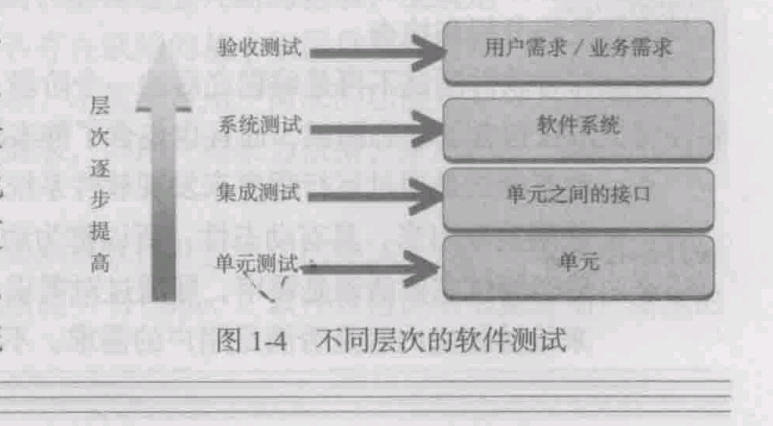 验收测试 用户需求 / 业务需求
系统测试 软件系统
集成测试 单元之间的接口
单元测试 单元
层次逐步提高
图 1-4 不同层次的软件测试